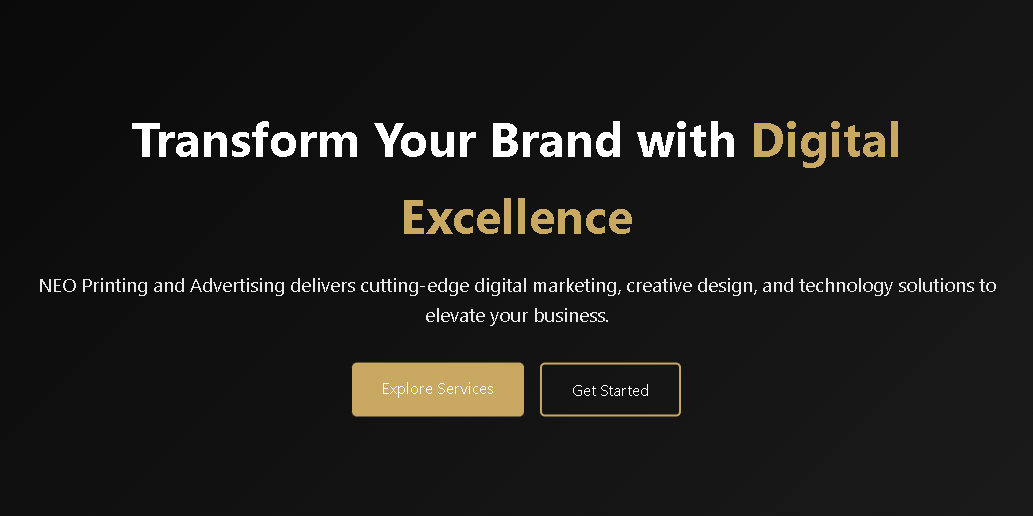 Transform Your Brand with Digital
Excellence
NEO Printing and Advertising delivers cutting-edge digital marketing, creative design, and technology solutions to
elevate your business.
Explore Services
Get Started